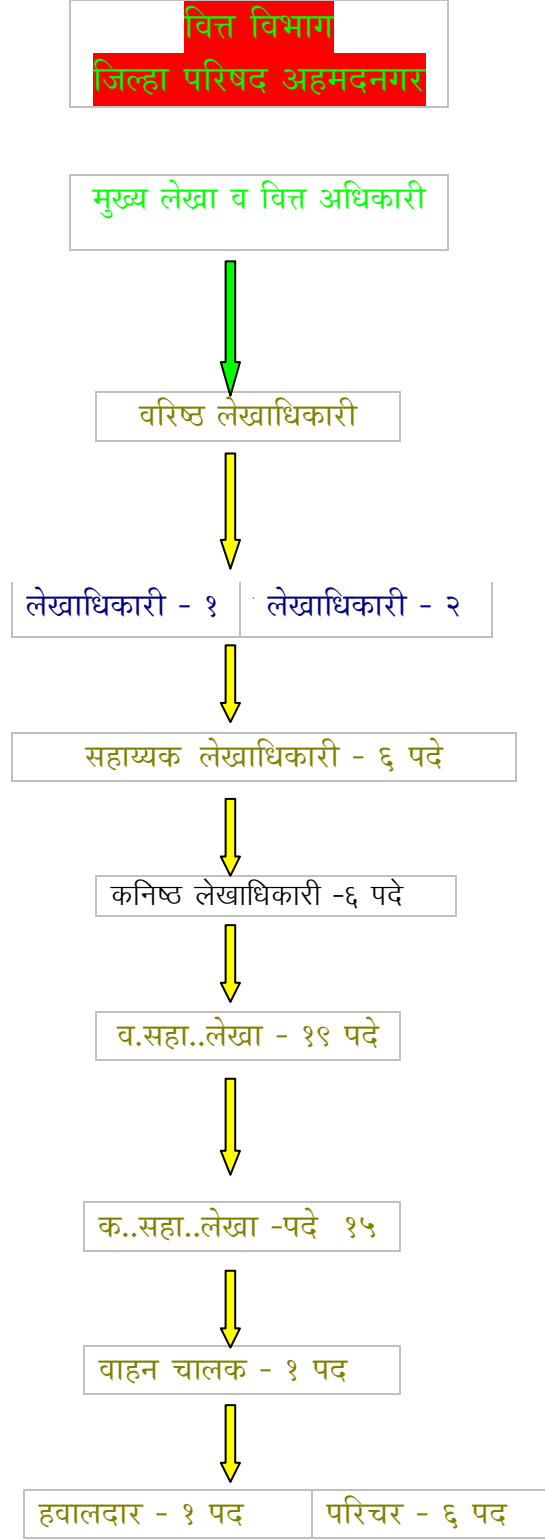 वित्त विभाग
जिल्हा परिषद अहमदनगर
मुख्य लेखा व वित्त अधिकारी
वरिष्ठ लेखाधिकारी
लेखाधिकारी - १ लेखाधिकारी - २
सहाय्यक लेखाधिकारी - ६ पदे
कनिष्ठ लेखाधिकारी -६ पदे
व.सहा..लेखा - १९ पदे
क..सहा..लेखा -पदे १५
वाहन चालक - १ पद
हवालदार - १ पद परिचर - ६ पद